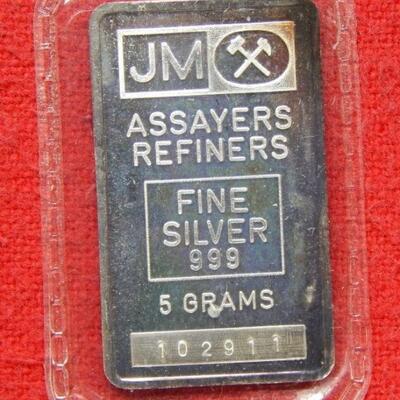 JM
ASSAYERS
REFINERS
FINE
SILVER
999
5 GRAMS
102911